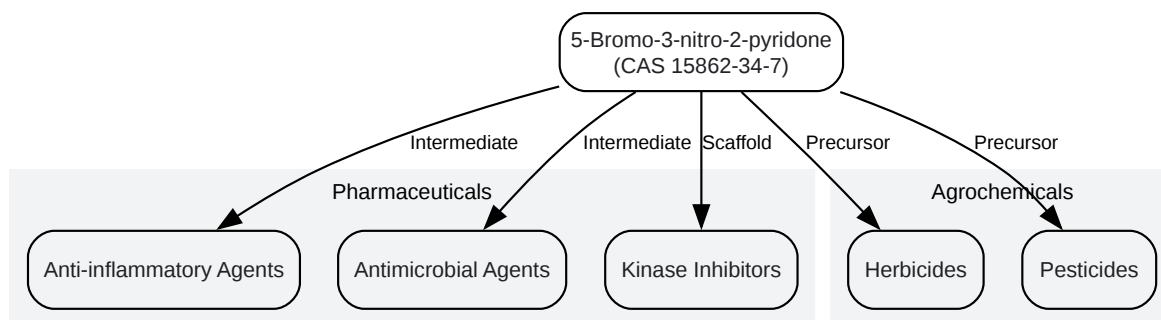 5-Bromo-3-nitro-2-pyridone
(CAS 15862-34-7)
Intermediate
Intermediate
Scaffold
Precursor
Precursor
Pharmaceuticals
Agrochemicals
Anti-inflammatory Agents
Antimicrobial Agents
Kinase Inhibitors
Herbicides
Pesticides